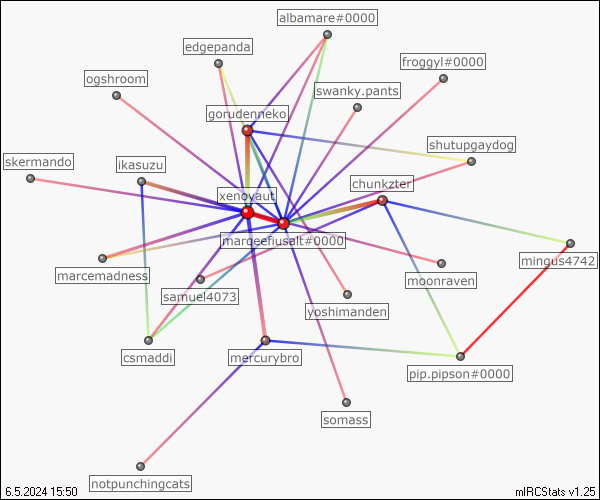 albamare#0000
edgepanda
froggyl#0000
ogshroom
swanky.pants
gorudenneko
shutupgaydog
skermando
ikasuzu
chunkzter
xenoyaut
marqeefiusalt#0000
mingus4742
moonraven
marcemadness
samuel4073
yoshimanden
csmaddi
mercurybro
pip.pipson#0000
somass
notpunchingcats
6.5.2024 15:50
mIRCStats v1.25